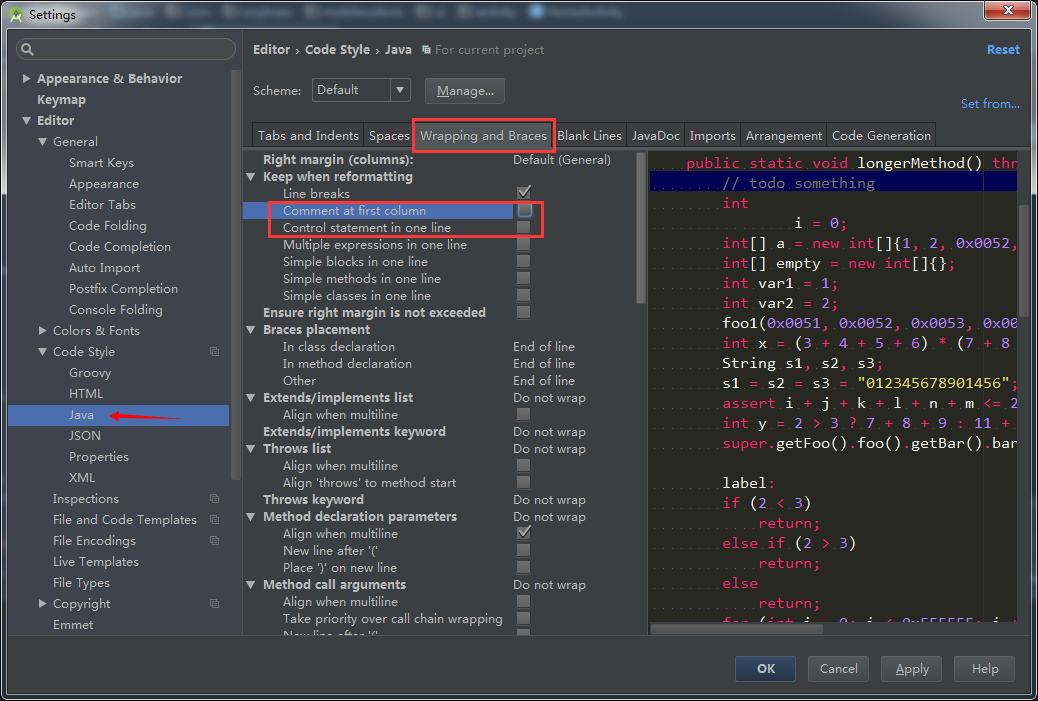 Settings
Editor › Code Style › Java For current project
Reset
Scheme: Default Manage...
Set from...
Appearance & Behavior
Keymap
Editor
General
Smart Keys
Appearance
Editor Tabs
Code Folding
Code Completion
Auto Import
Postfix Completion
Console Folding
Colors & Fonts
Code Style
Groovy
HTML
Java
JSON
Properties
XML
Inspections
File and Code Templates
File Encodings
Live Templates
File Types
Copyright
Emmet
Tabs and Indents Spaces Wrapping and Braces Blank Lines JavaDoc Imports Arrangement Code Generation
Right margin (columns): Default (General)
Keep when reformatting
Line breaks
Comment at first column
Control statement in one line
Multiple expressions in one line
Simple blocks in one line
Simple methods in one line
Simple classes in one line
Ensure right margin is not exceeded
Braces placement
In class declaration End of line
In method declaration End of line
Other End of line
Extends/implements list Do not wrap
Align when multiline
Extends/implements keyword Do not wrap
Throws list Do not wrap
Align when multiline
Align 'throws' to method start
Throws keyword Do not wrap
Method declaration parameters Do not wrap
Align when multiline
New line after '('
Place ')' on new line
Method call arguments Do not wrap
Align when multiline
Take priority over call chain wrapping
New line after '('
public static void longerMethod() thr
// todo something
int
i = 0;
int[] a = new int[]{1, 2, 0x0052,
int[] empty = new int[]{};
int var1 = 1;
int var2 = 2;
foo1(0x0051, 0x0052, 0x0053, 0x00
int x = (3 + 4 + 5 + 6) * (7 + 8
String s1, s2, s3;
s1 = s2 = s3 = "012345678901456";
assert i + j + k + l + n + m <= 2
int y = 2 > 3 ? 7 + 8 + 9 : 11 +
super.getFoo().foo().getBar().bar
label:
if (2 < 3)
return;
else if (2 > 3)
return;
else
return;
for (int i = 0; i < 0xFFFFFF; i +
OK Cancel Apply Help